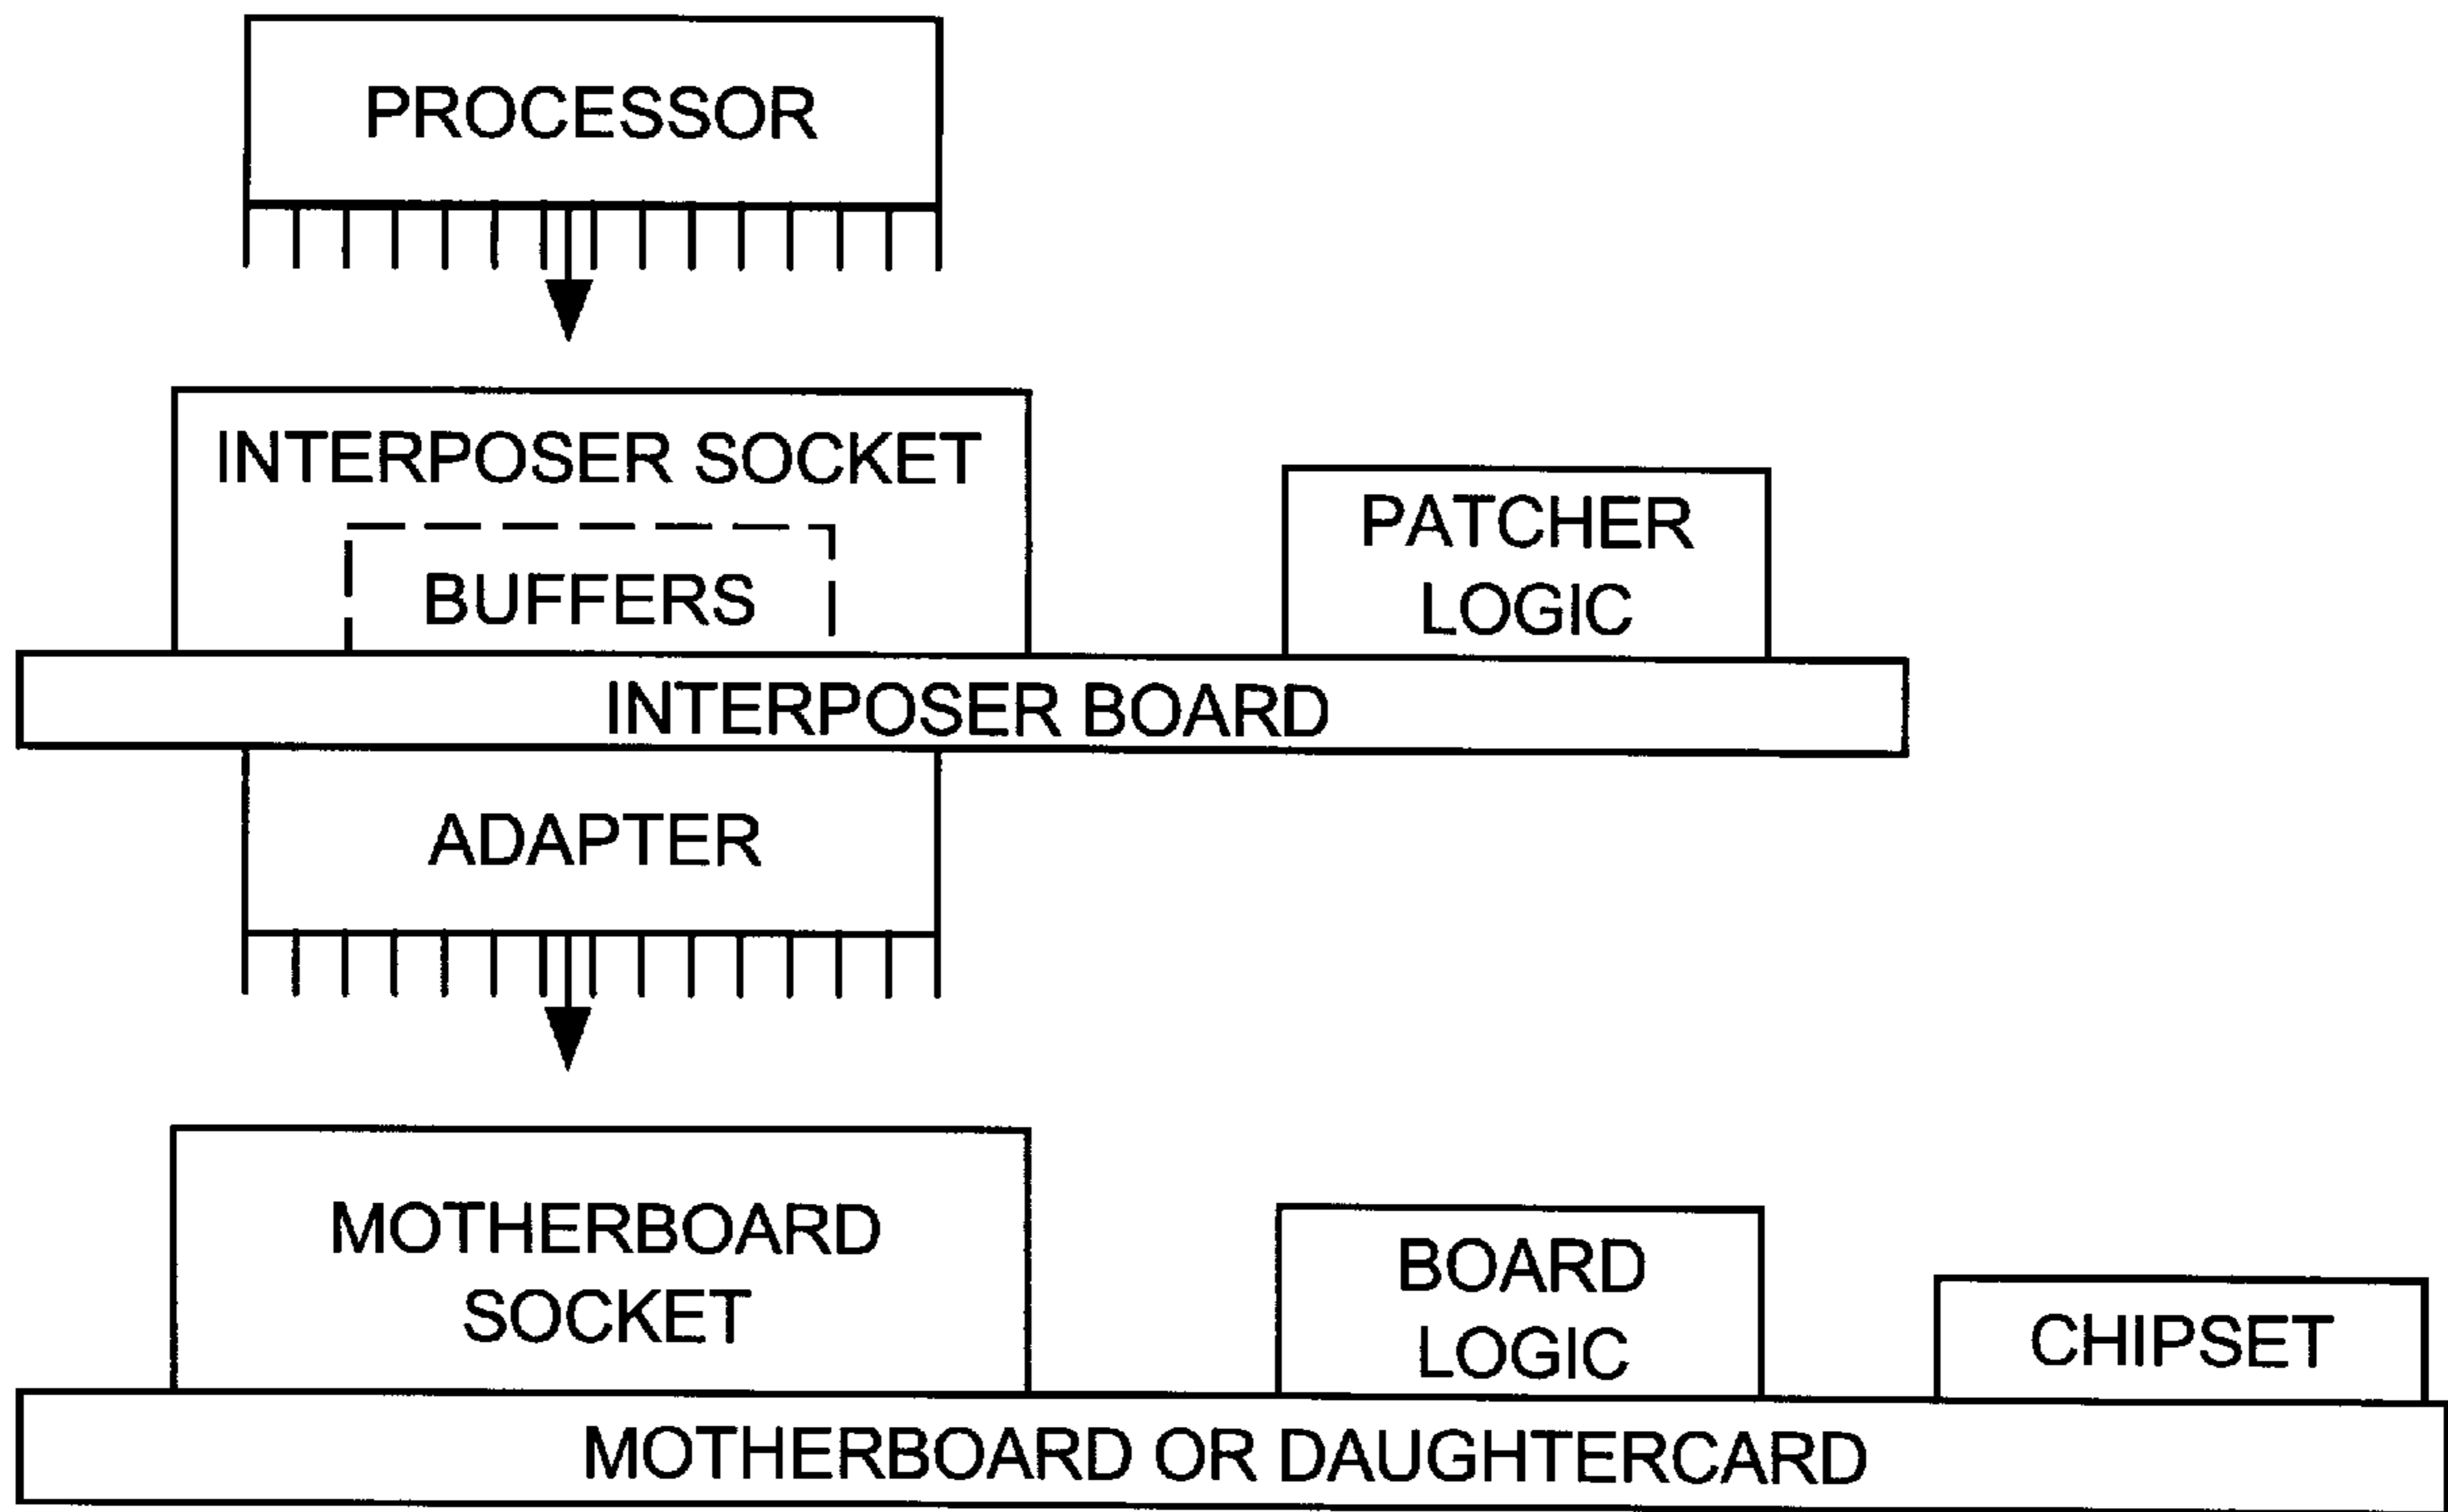 PROCESSOR
INTERPOSER SOCKET
BUFFERS
PATCHER
LOGIC
INTERPOSER BOARD
ADAPTER
MOTHERBOARD
SOCKET
BOARD
LOGIC
CHIPSET
MOTHERBOARD OR DAUGHTERCARD